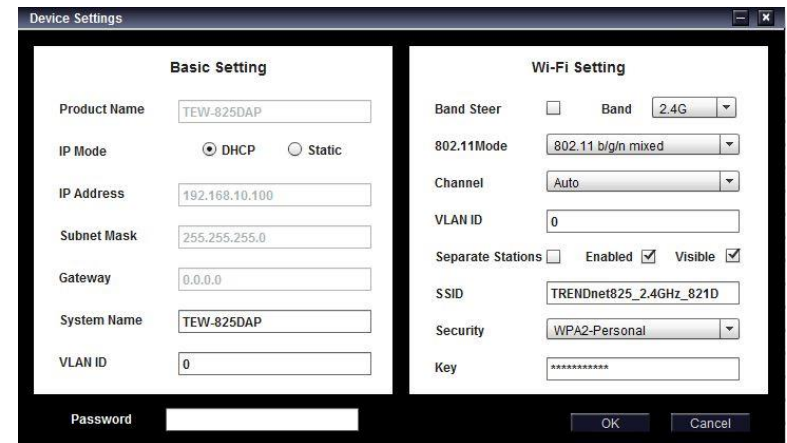 Device Settings
Basic Setting
Product Name TEW-825DAP
IP Mode DHCP Static
IP Address 192.168.10.100
Subnet Mask 255.255.255.0
Gateway 0.0.0.0
System Name TEW-825DAP
VLAN ID 0
Wi-Fi Setting
Band Steer Band 2.4G
802.11Mode 802.11 b/g/n mixed
Channel Auto
VLAN ID 0
Separate Stations Enabled Visible
SSID TRENDnet825_2.4GHz_821D
Security WPA2-Personal
Key ***********
Password
OK Cancel